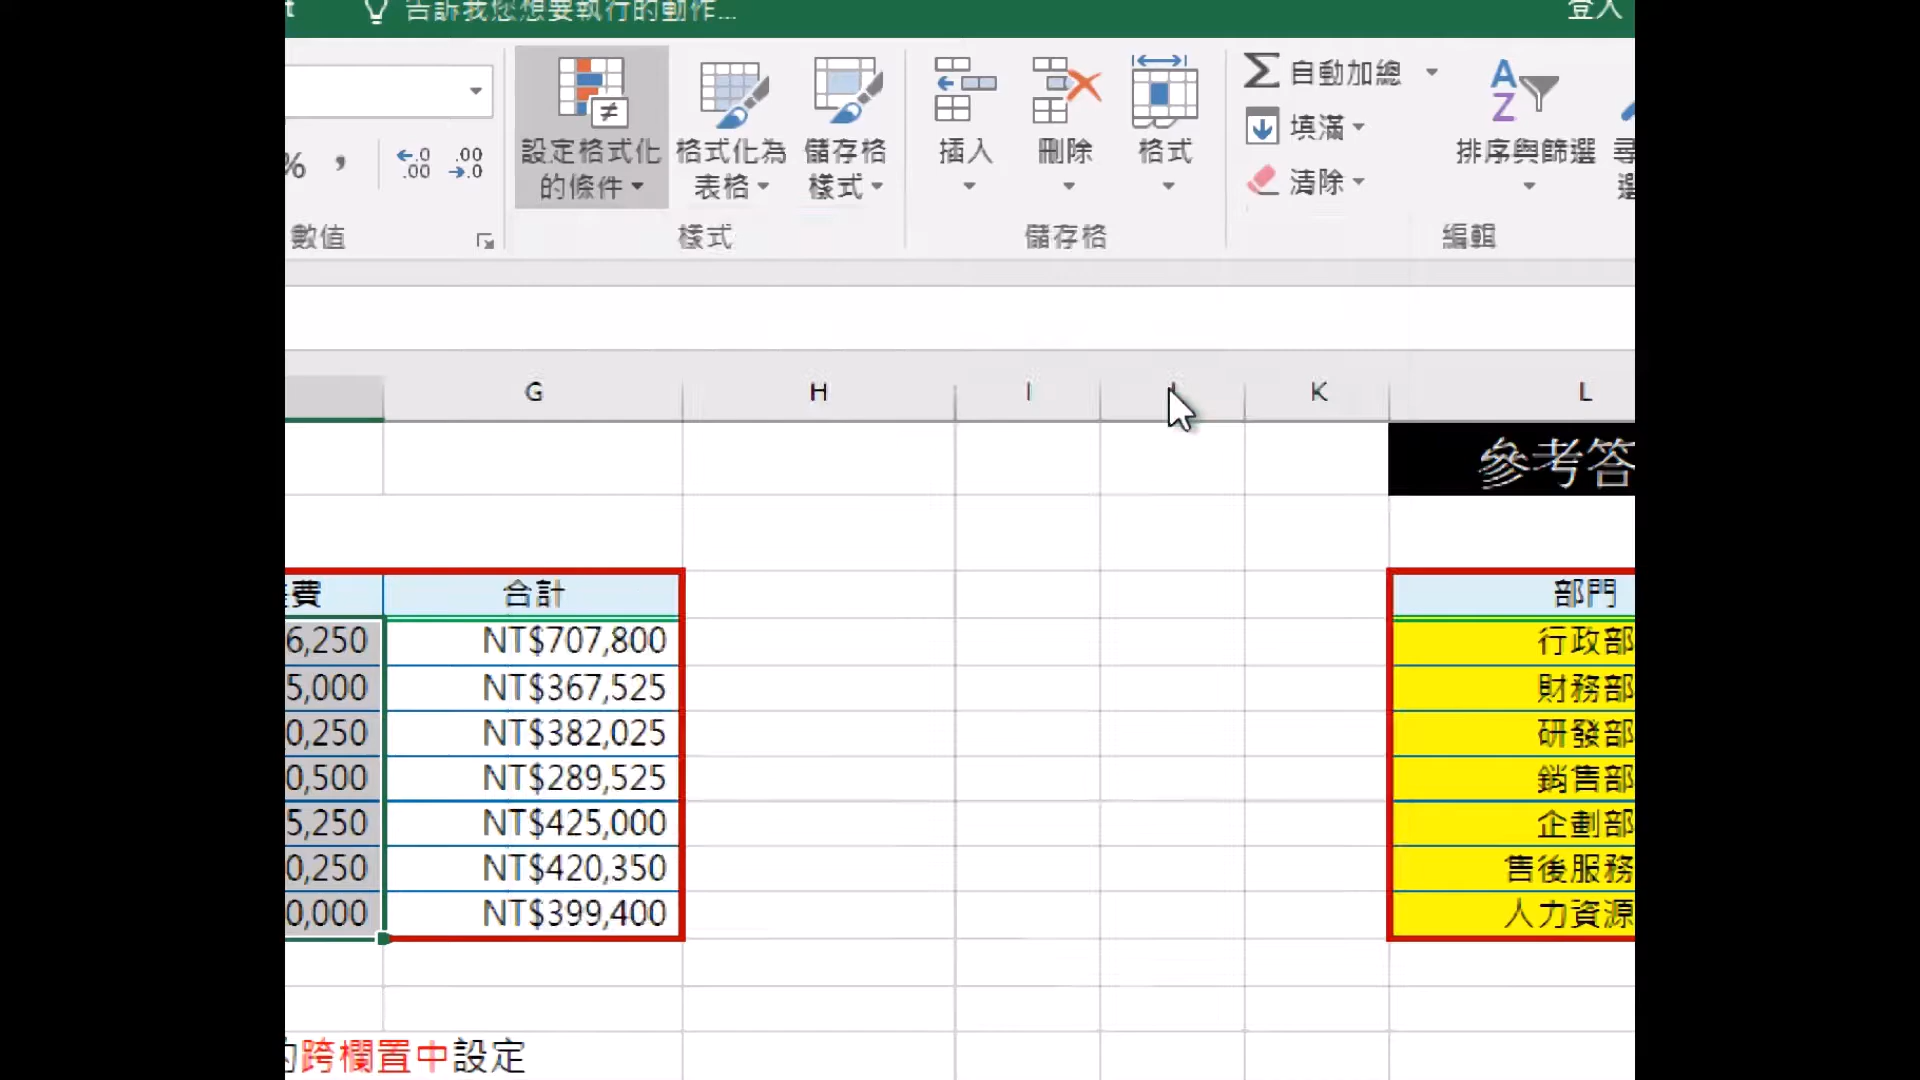 t 告訴我您想要執行的動作... 登入
% , .0 .00 .00 .0
設定格式化的條件 格式化為表格 儲存格樣式 插入 刪除 格式 自動加總 填滿 清除 排序與篩選
數值 樣式 儲存格 編輯
G H I K L
參考答
費 合計 部門
6,250 NT$707,800 行政部
5,000 NT$367,525 財務部
0,250 NT$382,025 研發部
0,500 NT$289,525 銷售部
5,250 NT$425,000 企劃部
0,250 NT$420,350 售後服務
0,000 NT$399,400 人力資源
的跨欄置中設定